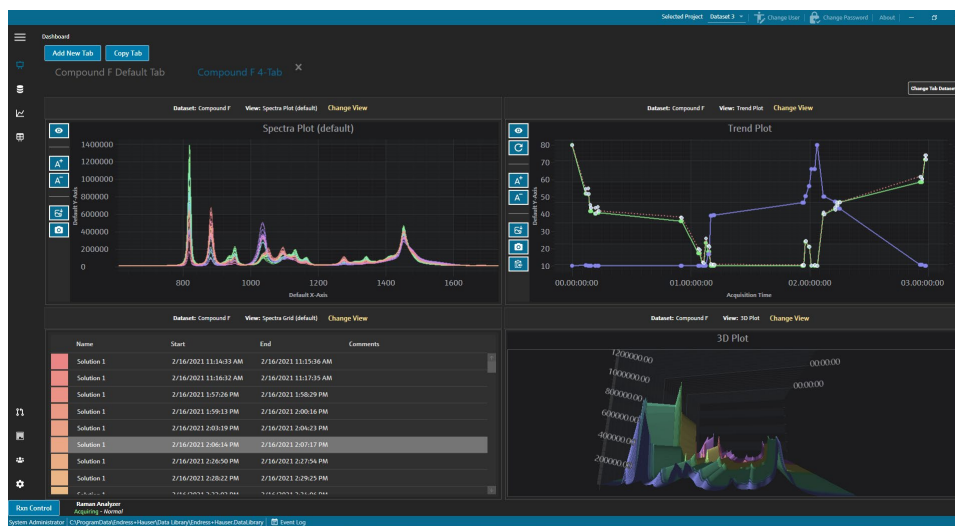 Selected Project Dataset 3 Change User Change Password About
Dashboard
Add New Tab Copy Tab
Compound F Default Tab Compound F 4-Tab X
Change Tab Dataset
Dataset: Compound F View: Spectra Plot (default) Change View
Spectra Plot (default)
1400000
1200000
1000000
800000
600000
400000
200000
0
Default Y-Axis
800 1000 1200 1400 1600
Default X-Axis
A+
A-
Dataset: Compound F View: Trend Plot Change View
Trend Plot
80
70
60
50
40
30
20
10
Default Y-Axis
00.00:00:00 01.00:00:00 02.00:00:00 03.00:00:00
Acquisition Time
A+
A-
Dataset: Compound F View: Spectra Grid (default) Change View
Name Start End Comments
Solution 1 2/16/2021 11:14:33 AM 2/16/2021 11:15:36 AM
Solution 1 2/16/2021 11:16:32 AM 2/16/2021 11:17:35 AM
Solution 1 2/16/2021 1:57:26 PM 2/16/2021 1:58:29 PM
Solution 1 2/16/2021 1:59:13 PM 2/16/2021 2:00:16 PM
Solution 1 2/16/2021 2:03:19 PM 2/16/2021 2:04:23 PM
Solution 1 2/16/2021 2:06:14 PM 2/16/2021 2:07:17 PM
Solution 1 2/16/2021 2:26:50 PM 2/16/2021 2:27:54 PM
Solution 1 2/16/2021 2:28:22 PM 2/16/2021 2:29:25 PM
Dataset: Compound F View: 3D Plot Change View
3D Plot
1200000.00
1000000.00
800000.00
600000.00
400000.00
200000.00
00:00:00
00:00:00
Rxn Control
Raman Analyzer
Acquiring - Normal
System Administrator C:\ProgramData\Endress+Hauser\Data Library\Endress+Hauser.DataLibrary Event Log